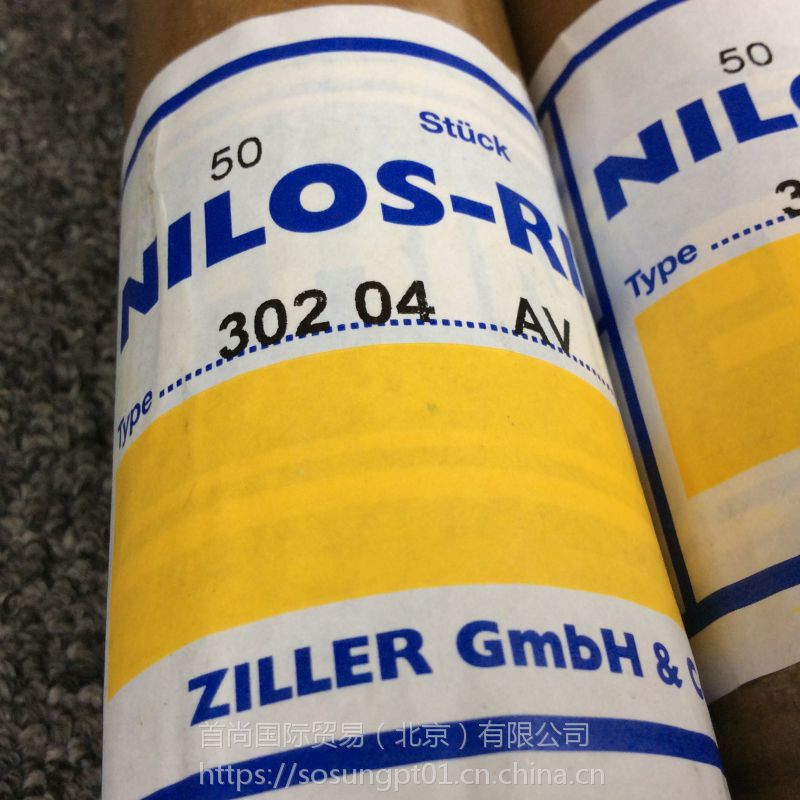 50 Stück
NILOS-RI
Type 302 04 AV
ZILLER GmbH & C
50
NILO
Type 3
首尚国际贸易（北京）有限公司
https://sosungpt01.cn.china.cn